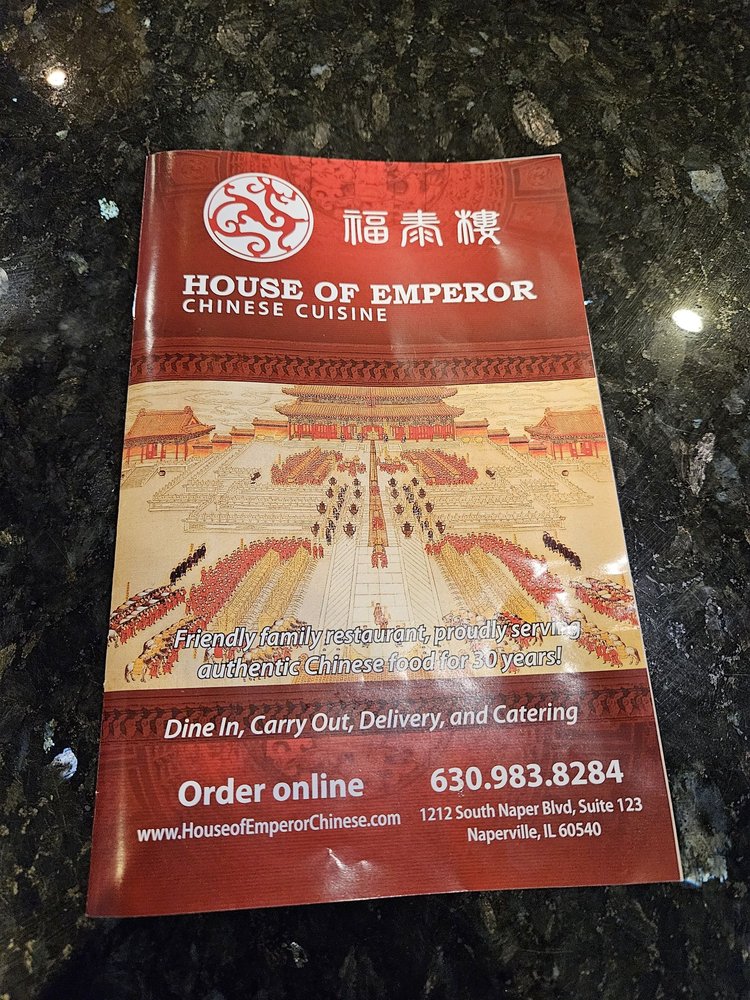 福泰樓
HOUSE OF EMPEROR
CHINESE CUISINE
Friendly family restaurant, proudly serving
authentic Chinese food for 30 years!
Dine In, Carry Out, Delivery, and Catering
Order online
www.HouseofEmperorChinese.com
630.983.8284
1212 South Naper Blvd, Suite 123
Naperville, IL 60540